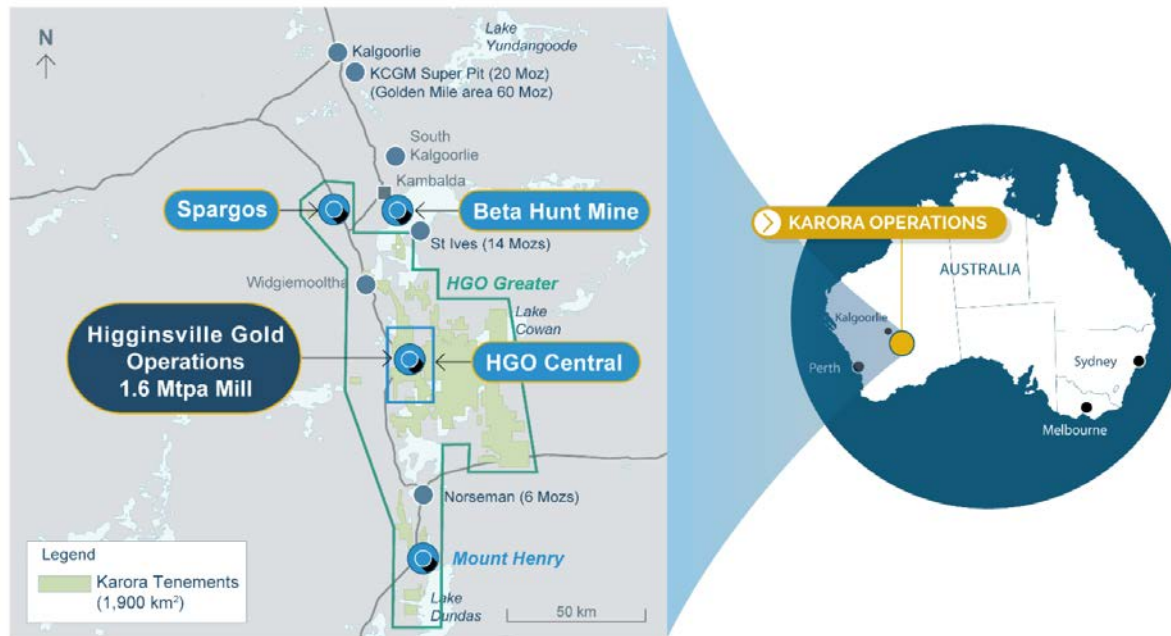 N
Lake
Yundangoode
Kalgoorlie
KCGM Super Pit (20 Moz)
(Golden Mile area 60 Moz)
South
Kalgoorlie
Kambalda
Spargos
Beta Hunt Mine
St Ives (14 Mozs)
Widgiemooltha
HGO Greater
Lake
Cowan
Higginsville Gold
Operations
1.6 Mtpa Mill
HGO Central
Norseman (6 Mozs)
Mount Henry
Lake
Dundas
Legend
Karora Tenements
(1,900 km²)
50 km
KARORA OPERATIONS
AUSTRALIA
Kalgoorlie
Perth
Sydney
Melbourne